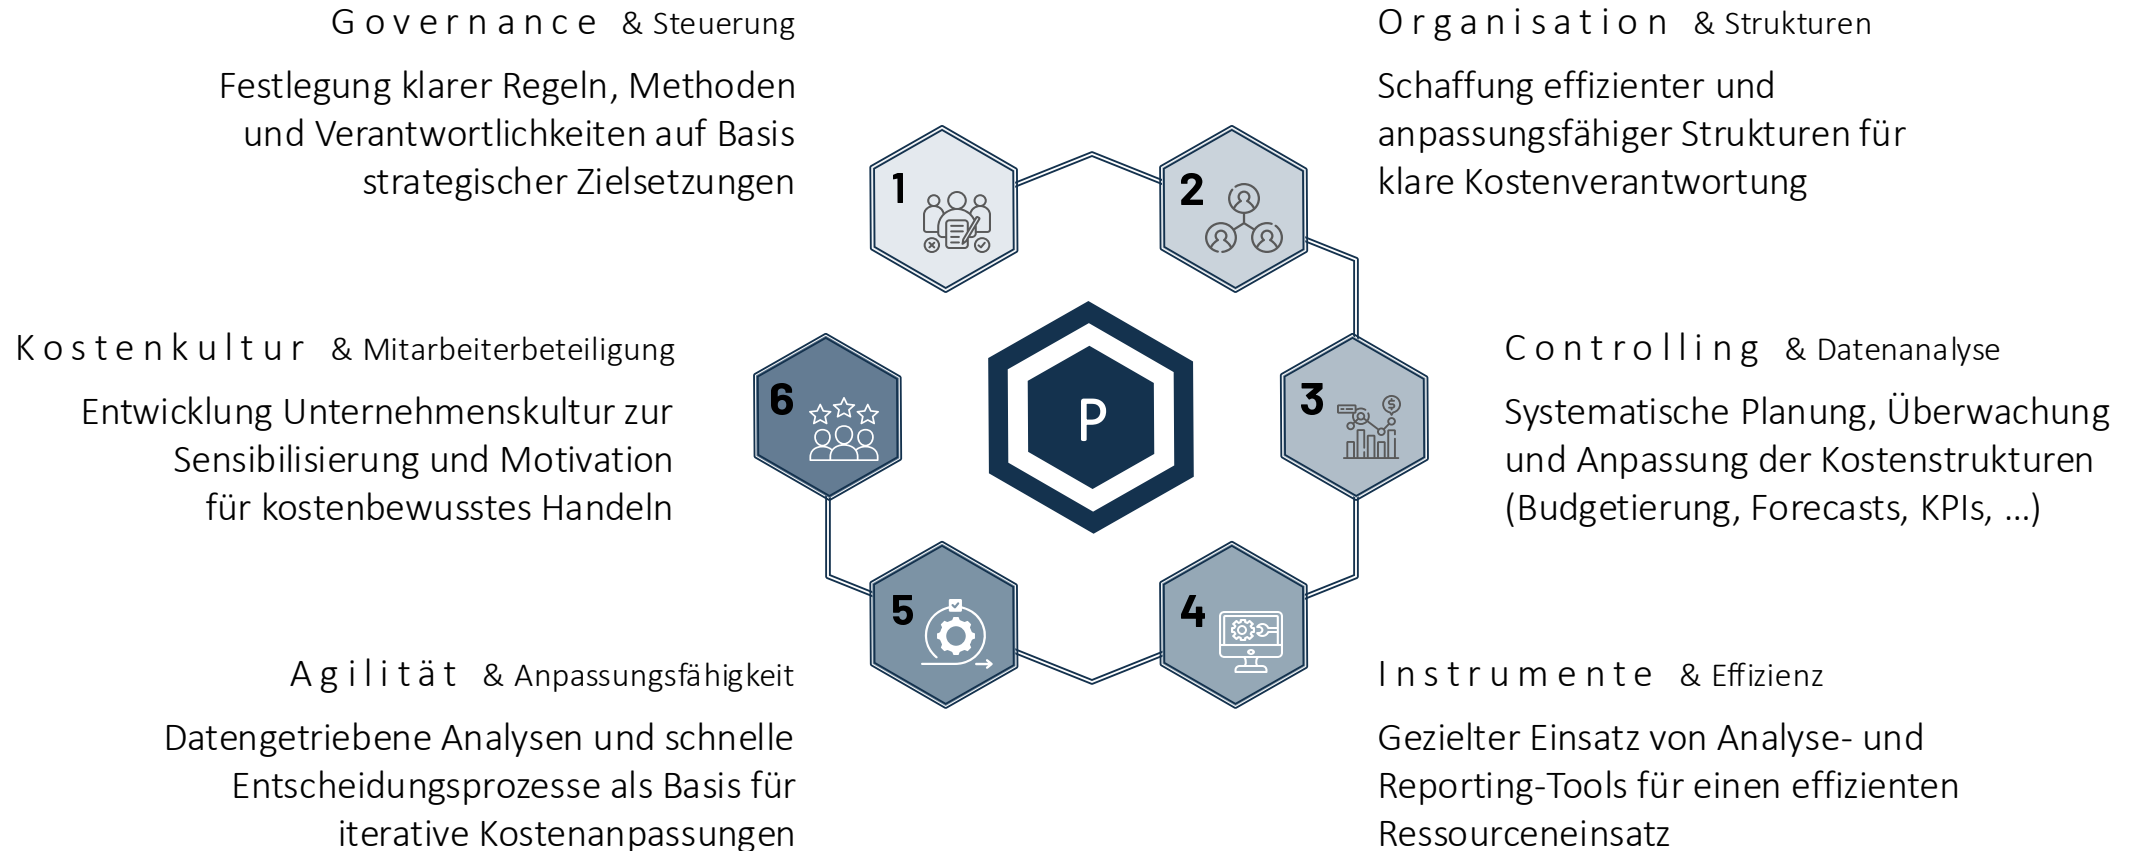 Governance & Steuerung
Festlegung klarer Regeln, Methoden
und Verantwortlichkeiten auf Basis
strategischer Zielsetzungen
1
Organisation & Strukturen
Schaffung effizienter und
anpassungsfähiger Strukturen für
klare Kostenverantwortung
2
Controlling & Datenanalyse
Systematische Planung, Überwachung
und Anpassung der Kostenstrukturen
(Budgetierung, Forecasts, KPIs, ...)
3
$
Instrumente & Effizienz
Gezielter Einsatz von Analyse- und
Reporting-Tools für einen effizienten
Ressourceneinsatz
4
Agilität & Anpassungsfähigkeit
Datengetriebene Analysen und schnelle
Entscheidungsprozesse als Basis für
iterative Kostenanpassungen
5
Kostenkultur & Mitarbeiterbeteiligung
Entwicklung Unternehmenskultur zur
Sensibilisierung und Motivation
für kostenbewusstes Handeln
6
P